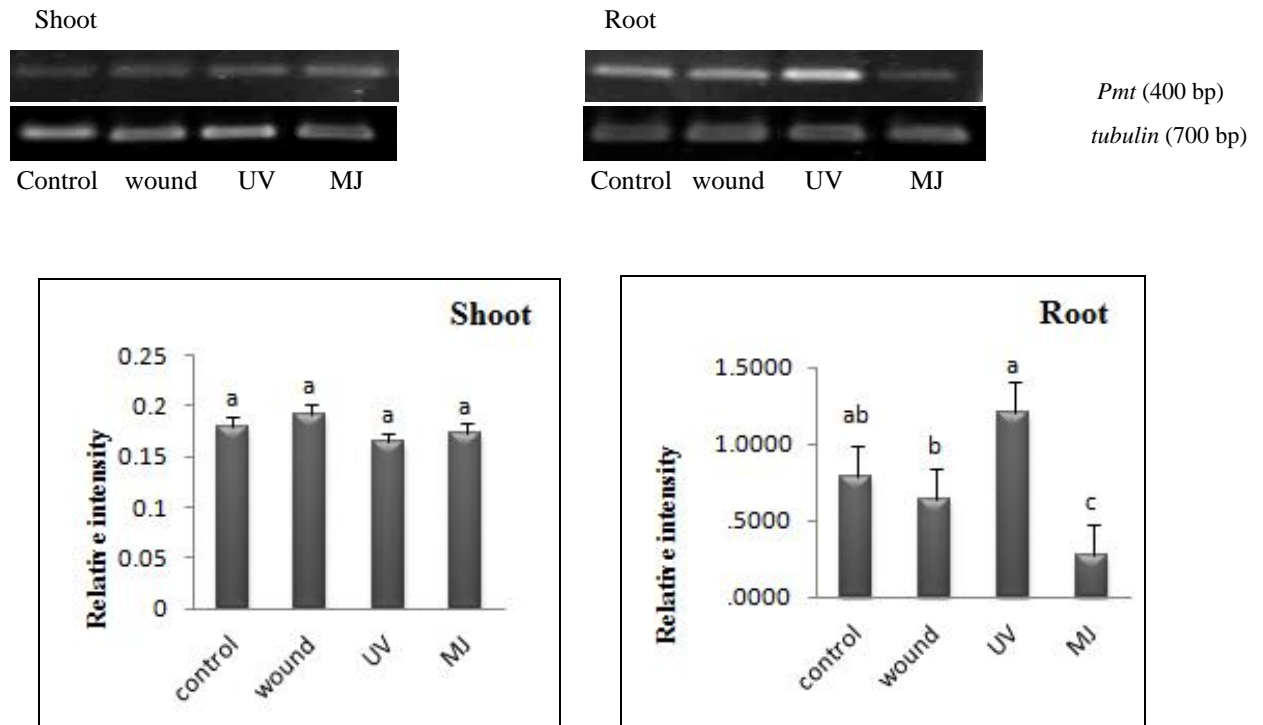 Shoot
Root
Pmt (400 bp)
tubulin (700 bp)
Control wound UV MJ
Control wound UV MJ
Shoot
Relative intensity
0.25
0.2
0.15
0.1
0.05
0
a
a
a
a
control
wound
UV
MJ
Root
Relative intensity
1.5000
1.0000
.5000
.0000
ab
b
a
c
control
wound
UV
MJ